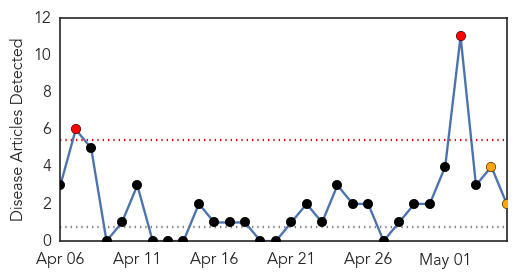 Disease Articles Detected
12
10
8
6
4
2
0
Apr 06
Apr 11
Apr 16
Apr 21
Apr 26
May 01